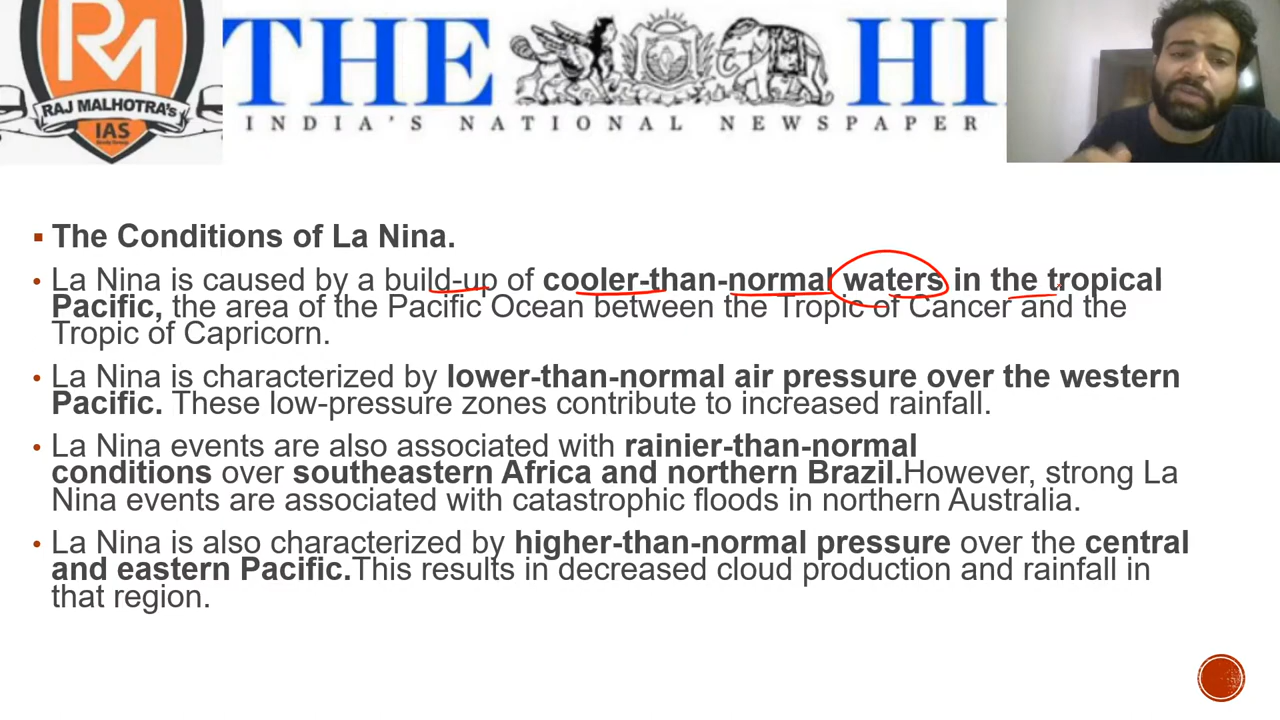 RM
RAJ MALHOTRA'S
IAS
Study Group
THE HI
INDIA'S NATIONAL NEWSPAPER
The Conditions of La Nina.
La Nina is caused by a build-up of cooler-than-normal waters in the tropical
Pacific, the area of the Pacific Ocean between the Tropic of Cancer and the
Tropic of Capricorn.
La Nina is characterized by lower-than-normal air pressure over the western
Pacific. These low-pressure zones contribute to increased rainfall.
La Nina events are also associated with rainier-than-normal
conditions over southeastern Africa and northern Brazil.However, strong La
Nina events are associated with catastrophic floods in northern Australia.
La Nina is also characterized by higher-than-normal pressure over the central
and eastern Pacific.This results in decreased cloud production and rainfall in
that region.